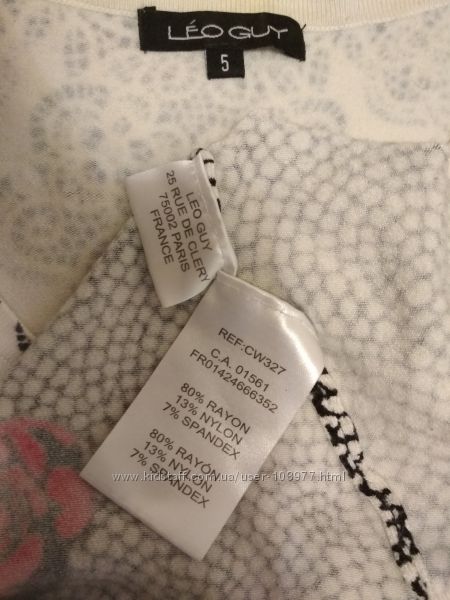 LÉO GUY
5
LEO GUY
25 RUE DE CLERY
75002 PARIS
FRANCE
REF:CW327
C.A. 01561
FR01424666352
80% RAYON
13% NYLON
7% SPANDEX
80% RAYÓN
13% NYLON
7% SPANDEX
www.kidstaff.com.ua/user-109977.html